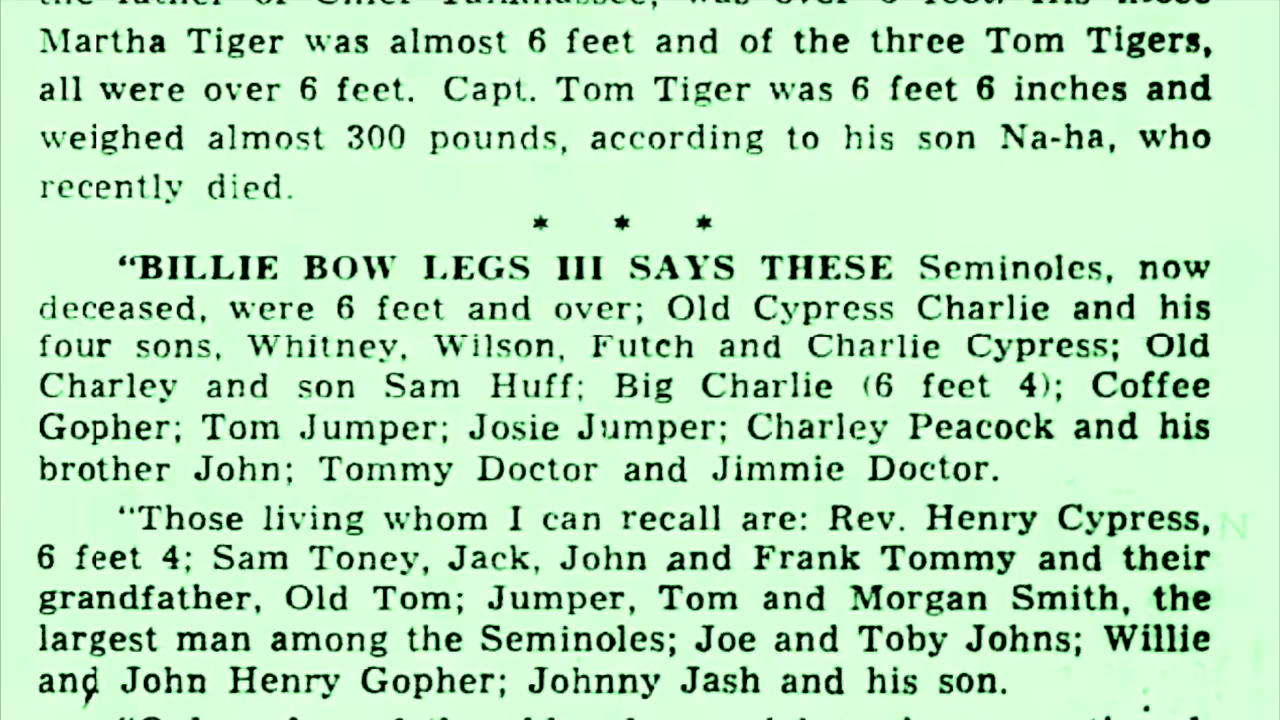 Martha Tiger was almost 6 feet and of the three Tom Tigers,
all were over 6 feet. Capt. Tom Tiger was 6 feet 6 inches and
weighed almost 300 pounds, according to his son Na-ha, who
recently died.
* * *
"BILLIE BOW LEGS III SAYS THESE Seminoles, now
deceased, were 6 feet and over; Old Cypress Charlie and his
four sons, Whitney, Wilson, Futch and Charlie Cypress; Old
Charley and son Sam Huff; Big Charlie (6 feet 4); Coffee
Gopher; Tom Jumper; Josie Jumper; Charley Peacock and his
brother John; Tommy Doctor and Jimmie Doctor.
"Those living whom I can recall are: Rev. Henry Cypress,
6 feet 4; Sam Toney, Jack, John and Frank Tommy and their
grandfather, Old Tom; Jumper, Tom and Morgan Smith, the
largest man among the Seminoles; Joe and Toby Johns; Willie
and John Henry Gopher; Johnny Jash and his son.